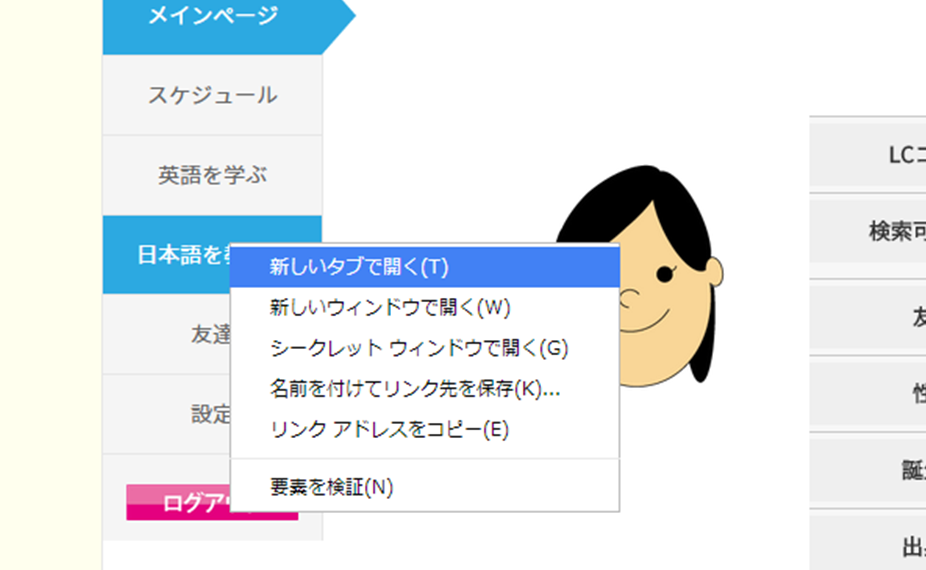 メインページ
スケジュール
英語を学ぶ
日本語を
新しいタブで開く(T)
新しいウィンドウで開く(W)
シークレット ウィンドウで開く(G)
名前を付けてリンク先を保存(K)...
リンク アドレスをコピー(E)
要素を検証(N)
友達
設定
ログア
LC
検索可
友
性
誕
出